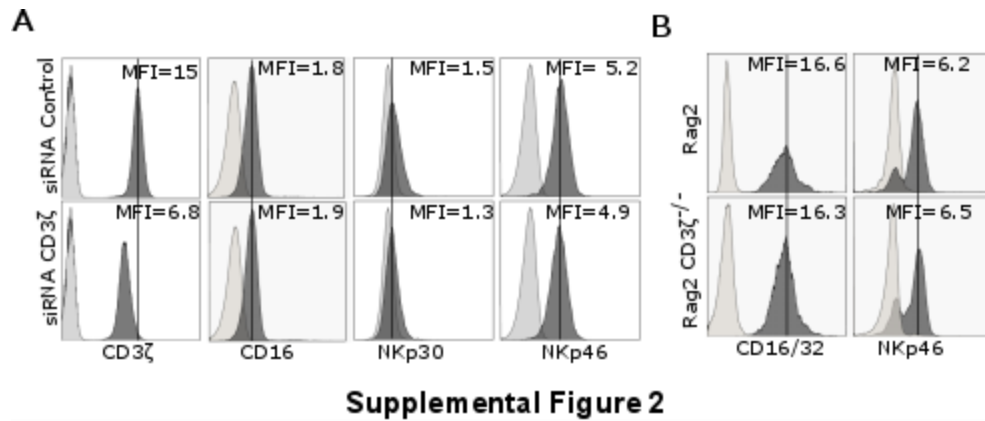 A
B
siRNA Control
MFI=15
MFI=1.8
MFI=1.5
MFI= 5.2
Rag2
MFI=16.6
MFI=6.2
siRNA CD3ζ
MFI=6.8
MFI=1.9
MFI=1.3
MFI=4.9
Rag2 CD3ζ-/-
MFI=16.3
MFI=6.5
CD3ζ
CD16
NKp30
NKp46
CD16/32
NKp46
Supplemental Figure 2